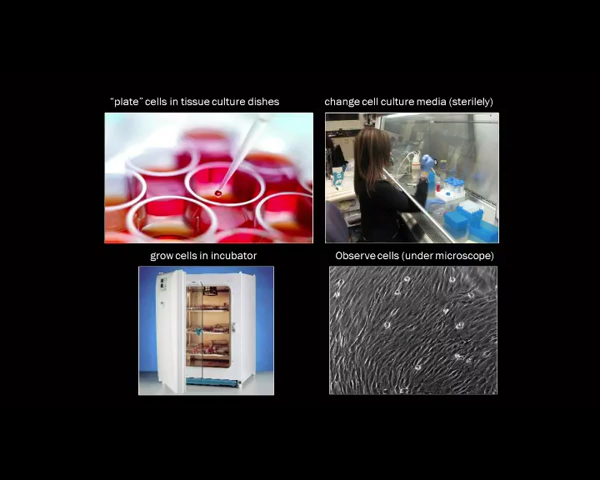 "plate" cells in tissue culture dishes
change cell culture media (sterilely)
grow cells in incubator
Observe cells (under microscope)